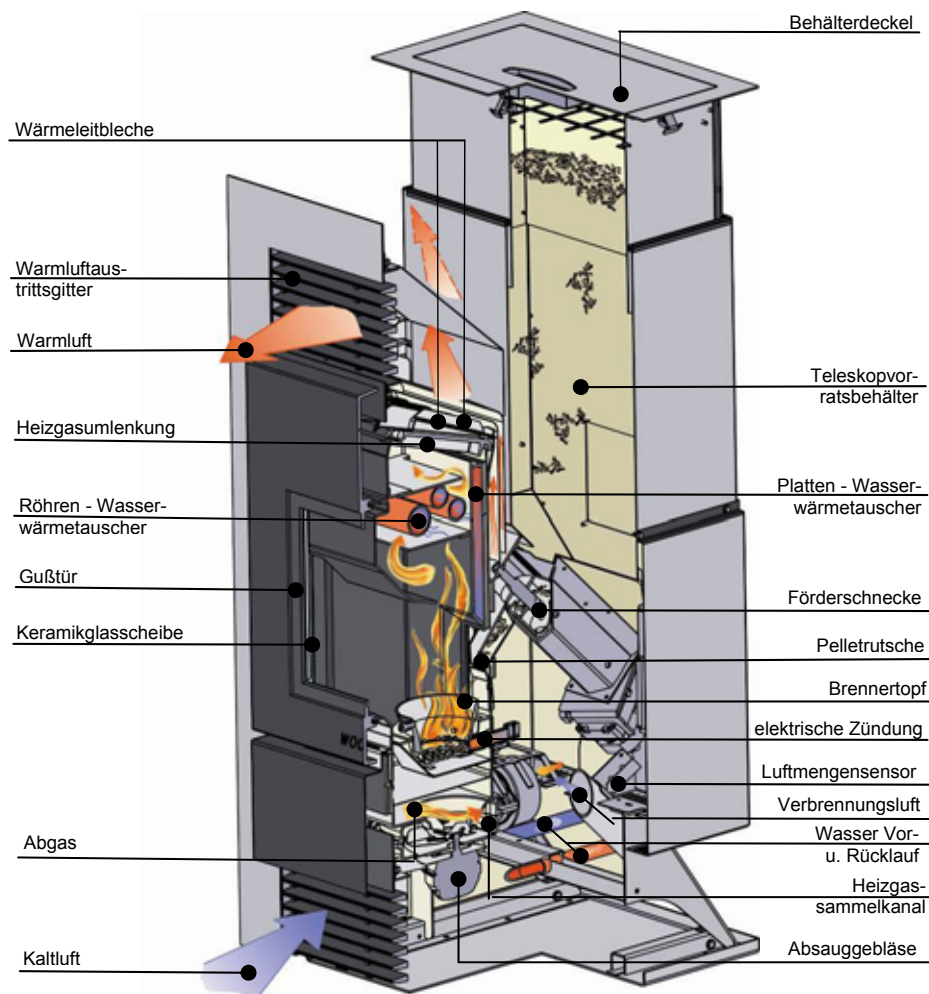 Behälterdeckel
Wärmeleitbleche
Warmluftaus-
trittsgitter
Warmluft
Heizgasumlenkung
Röhren - Wasser-
wärmetauscher
Gußtür
Keramikglasscheibe
Abgas
Kaltluft
Teleskopvor-
ratsbehälter
Platten - Wasser-
wärmetauscher
Förderschnecke
Pelletrutsche
Brennertopf
elektrische Zündung
Luftmengensensor
Verbrennungsluft
Wasser Vor-
u. Rücklauf
Heizgas-
sammelkanal
Absauggebläse